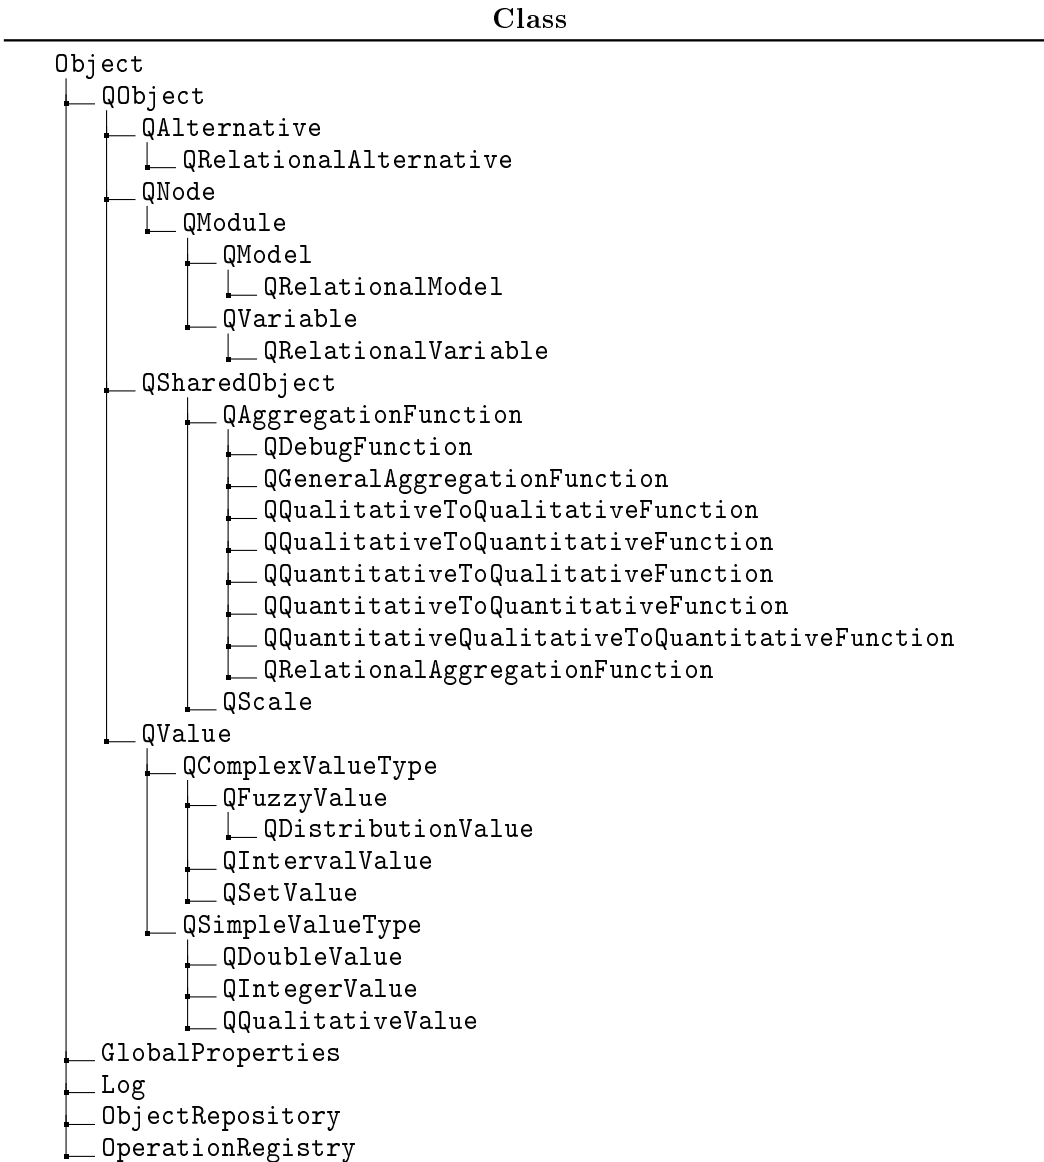 Class
Object
QObject
QAlternative
QRelationalAlternative
QNode
QModule
QModel
QRelationalModel
QVariable
QRelationalVariable
QSharedObject
QAggregationFunction
QDebugFunction
QGeneralAggregationFunction
QQualitativeToQualitativeFunction
QQualitativeToQuantitativeFunction
QQuantitativeToQualitativeFunction
QQuantitativeToQuantitativeFunction
QQuantitativeQualitativeToQuantitativeFunction
QRelationalAggregationFunction
QScale
QValue
QComplexValueType
QFuzzyValue
QDistributionValue
QIntervalValue
QSetValue
QSimpleValueType
QDoubleValue
QIntegerValue
QQualitativeValue
GlobalProperties
Log
ObjectRepository
OperationRegistry